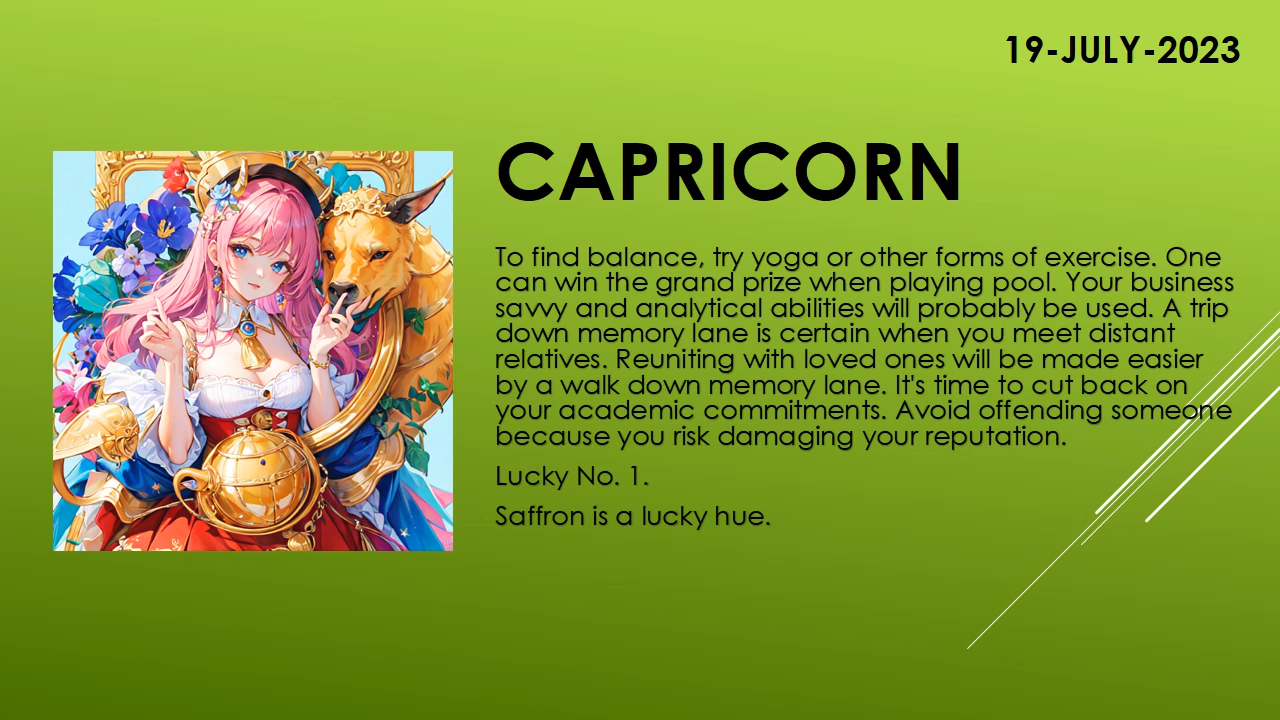 19-JULY-2023
CAPRICORN
To find balance, try yoga or other forms of exercise. One
can win the grand prize when playing pool. Your business
savvy and analytical abilities will probably be used. A trip
down memory lane is certain when you meet distant
relatives. Reuniting with loved ones will be made easier
by a walk down memory lane. It's time to cut back on
your academic commitments. Avoid offending someone
because you risk damaging your reputation.
Lucky No. 1.
Saffron is a lucky hue.